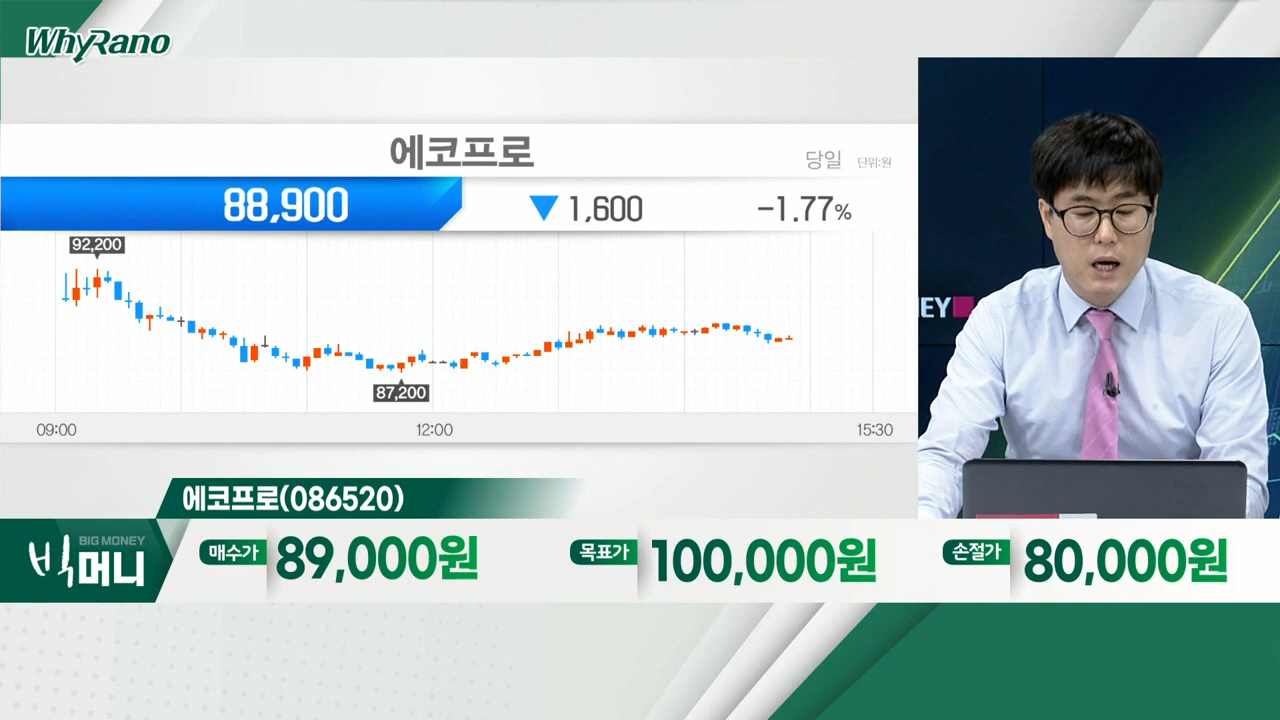 WhyRano
에코프로
당일 단위:원
88,900 ▼ 1,600 -1.77%
92,200
87,200
09:00 12:00 15:30
EY
에코프로(086520)
BIG MONEY
빅머니
매수가 89,000원 목표가 100,000원 손절가 80,000원